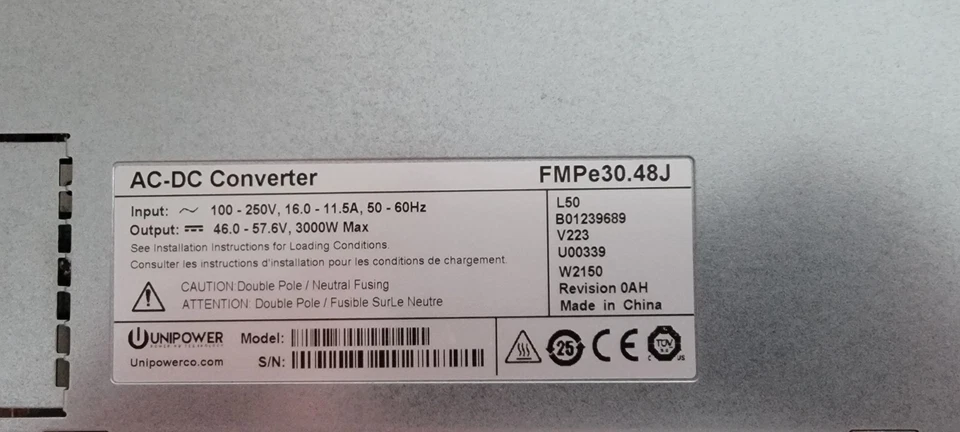 AC-DC Converter
FMPe30.48J
Input: ~ 100 - 250V, 16.0 - 11.5A, 50 - 60Hz
Output: ⎓ 46.0 - 57.6V, 3000W Max
See Installation Instructions for Loading Conditions.
Consulter les instructions d'installation pour les conditions de chargement.
CAUTION: Double Pole / Neutral Fusing
ATTENTION: Double Pole / Fusible SurLe Neutre
L50
B01239689
V223
U00339
W2150
Revision 0AH
Made in China
UNIPOWER
Unipowerco.com
Model:
S/N:
25
CE
TÜV
C US